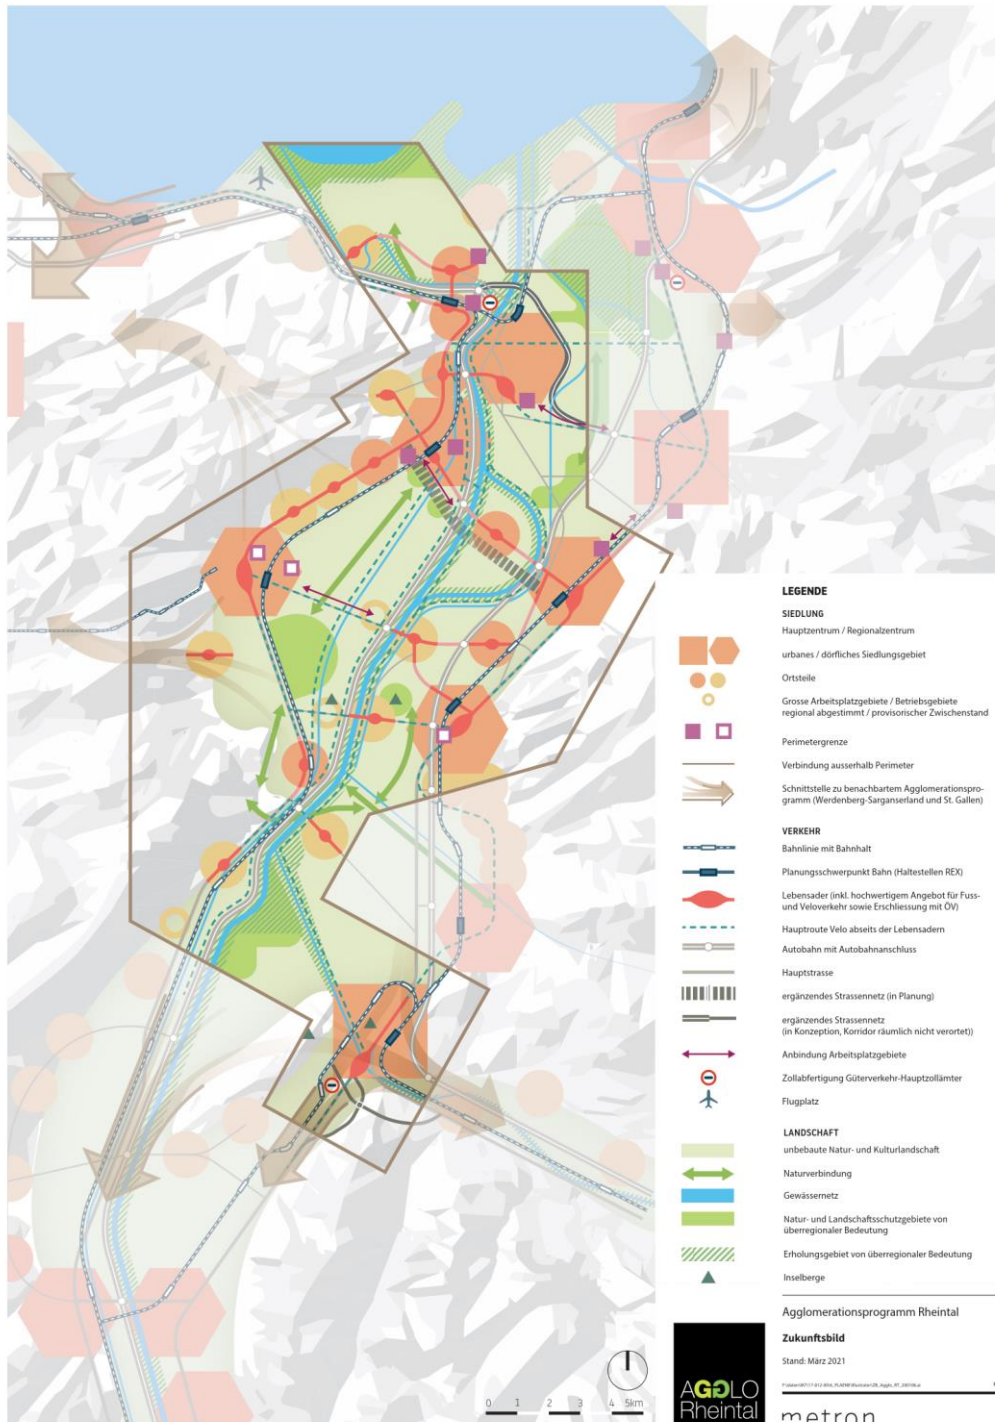 LEGENDE
SIEDLUNG
Hauptzentrum / Regionalzentrum
urbanes / dörfliches Siedlungsgebiet
Ortsteile
Grosse Arbeitplatzgebiete / Betriebsgebiete
regional abgestimmt / provisorischer Zwischenstand
Perimetergrenze
Verbindung ausserhalb Perimeter
Schnittstelle zu benachbartem Agglomerationspro-
gramm (Werdenberg-Sarganserland und St. Gallen)
VERKEHR
Bahnlinie mit Bahnhalt
Planungsschwerpunkt Bahn (Haltestellen REX)
Lebensader (inkl. hochwertigem Angebot für Fuss-
und Veloverkehr sowie Erschliessung mit ÖV)
Hauptroute Velo abseits der Lebensadern
Autobahn mit Autobahnanschluss
Hauptstrasse
ergänzendes Strassennetz (in Planung)
ergänzendes Strassennetz
(in Konzeption, Korridor räumlich nicht verortet))
Anbindung Arbeitsplatzgebiete
Zollabfertigung Güterverkehr-Hauptzollämter
Flugplatz
LANDSCHAFT
unbebaute Natur- und Kulturlandschaft
Naturverbindung
Gewässernetz
Natur- und Landschaftsschutzgebiete von
überregionaler Bedeutung
Erholungsgebiet von überregionaler Bedeutung
Inselberge
Agglomerationsprogramm Rheintal
Zukunftsbild
Stand: März 2021
metron
AGGLO
Rheintal
0 1 2 3 4 5km